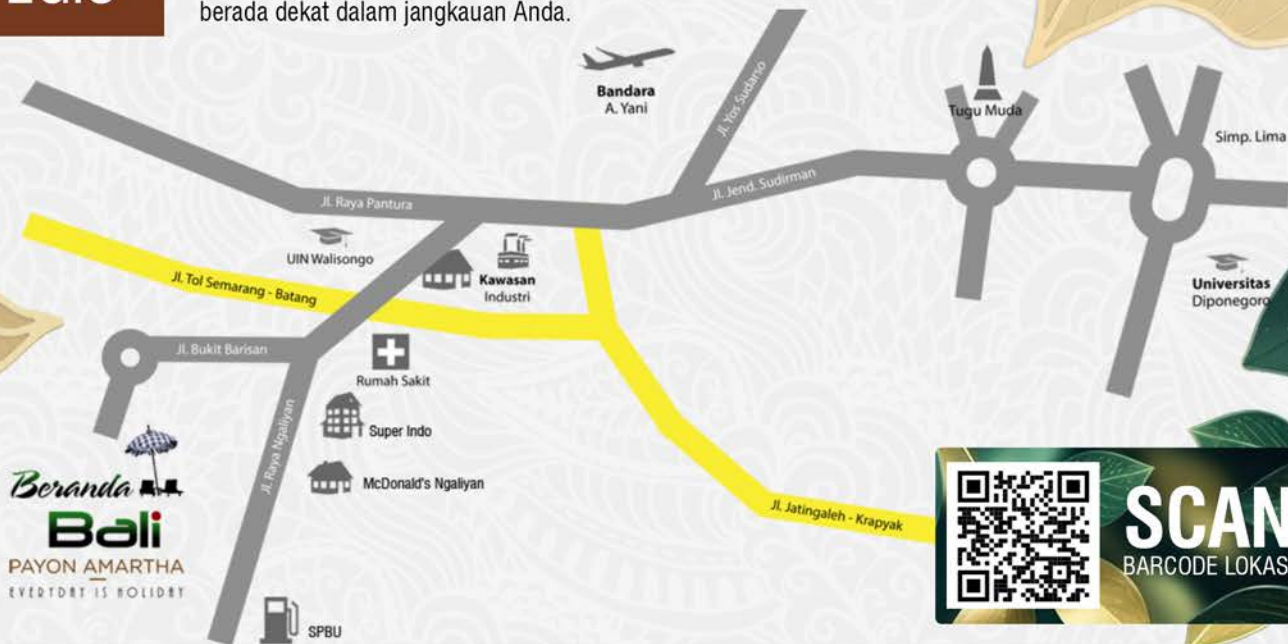 berada dekat dalam jangkauan Anda.
Bandara
A. Yani
Jl. Yos Sudarso
Tugu Muda
Simp. Lima
Jl. Jend. Sudirman
Jl. Raya Pantura
UIN Walisongo
Kawasan
Industri
Jl. Tol Semarang - Batang
Universitas
Diponegoro
Jl. Bukit Barisan
Rumah Sakit
Jl. Raya Ngaliyan
Super Indo
McDonald's Ngaliyan
Jl. Jatingaleh - Krapyak
Beranda
Bali
PAYON AMARTHA
EVERYDAY IS HOLIDAY
SPBU
SCAN
BARCODE LOKAS